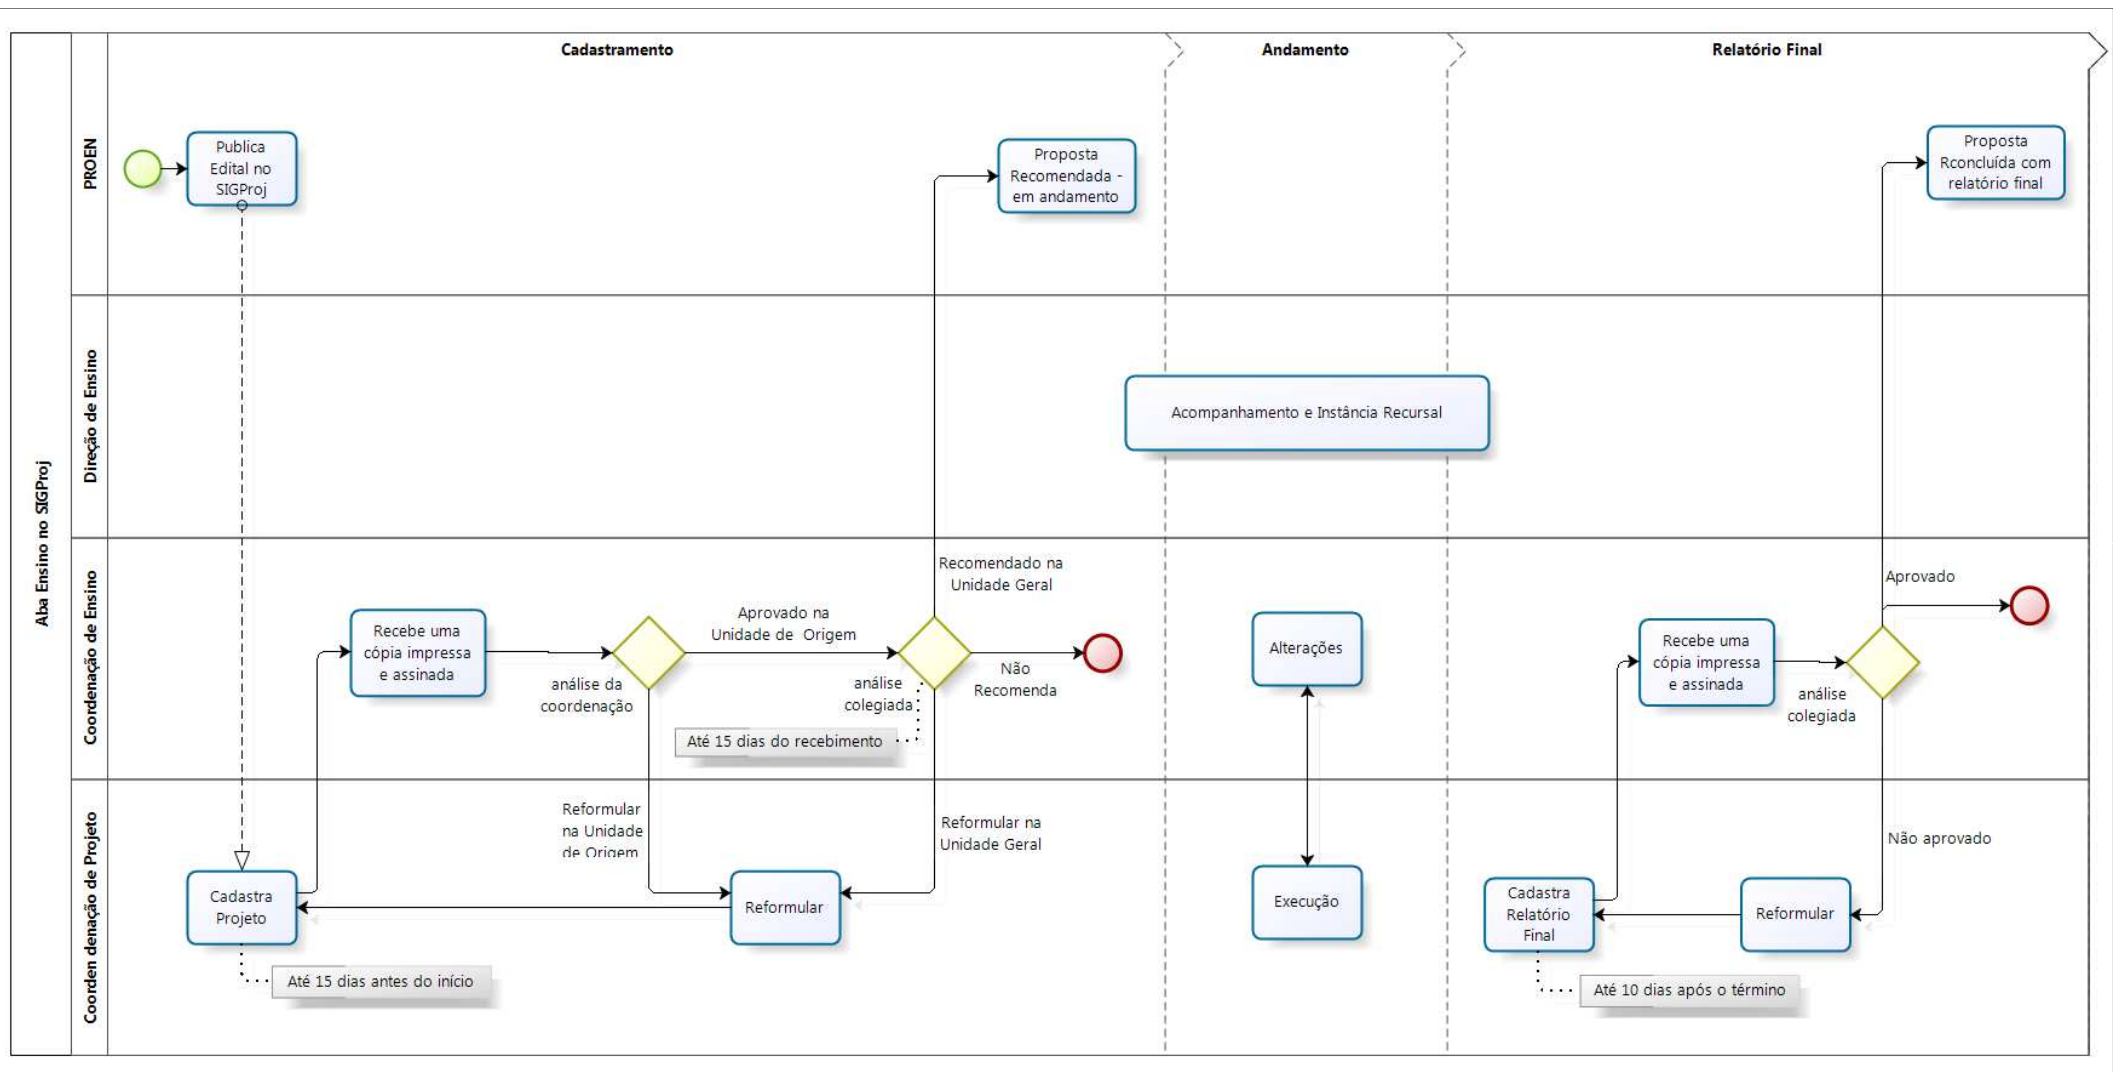 Cadastramento
Andamento
Relatório Final
Aba Ensino no SIGProj
PROEN
Publica
Edital no
SIGProj
Proposta
Recomendada -
em andamento
Proposta
Rconcluída com
relatório final
Direção de Ensino
Acompanhamento e Instância Recursal
Coordenação de Ensino
Recebe uma
cópia impressa
e assinada
análise da
coordenação
Aprovado na
Unidade de Origem
análise
colegiada
Até 15 dias do recebimento
Recomendado na
Unidade Geral
Não
Recomenda
Alterações
Recebe uma
cópia impressa
e assinada
análise
colegiada
Aprovado
Coorden denação de Projeto
Cadastra
Projeto
Até 15 dias antes do início
Reformular
na Unidade
de Origem
Reformular
Reformular na
Unidade Geral
Execução
Cadastra
Relatório
Final
Até 10 dias após o término
Reformular
Não aprovado